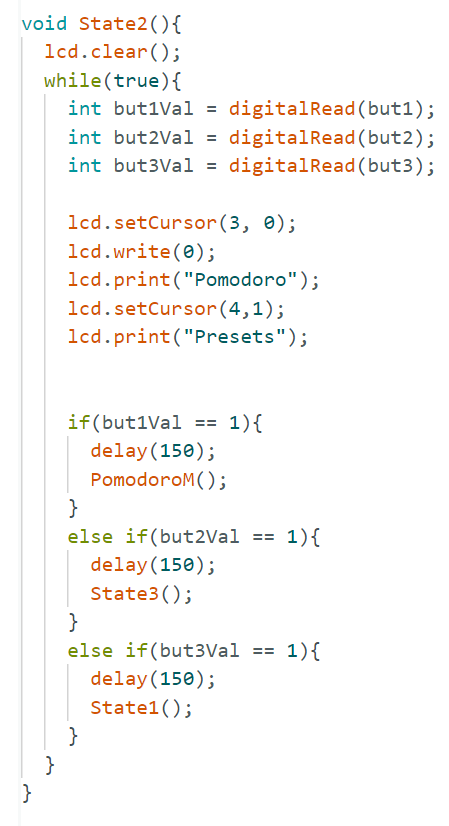 void State2(){
  lcd.clear();
  while(true){
    int but1Val = digitalRead(but1);
    int but2Val = digitalRead(but2);
    int but3Val = digitalRead(but3);

    lcd.setCursor(3, 0);
    lcd.write(0);
    lcd.print("Pomodoro");
    lcd.setCursor(4,1);
    lcd.print("Presets");


    if(but1Val == 1){
      delay(150);
      PomodoroM();
    }
    else if(but2Val == 1){
      delay(150);
      State3();
    }
    else if(but3Val == 1){
      delay(150);
      State1();
    }
  }
}